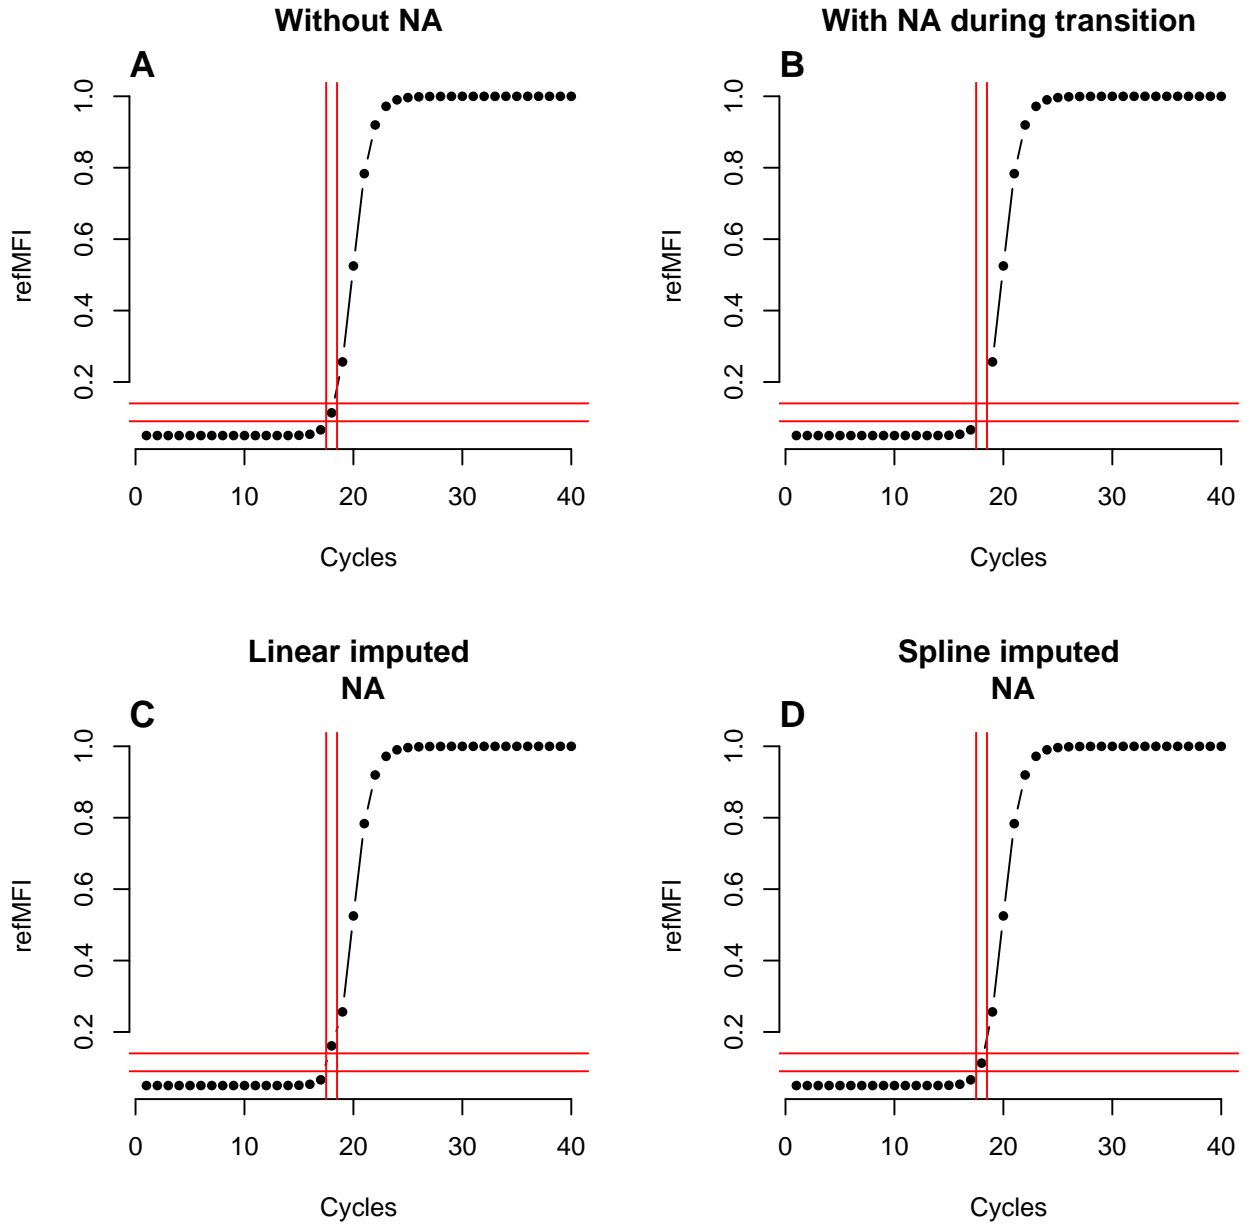 Without NA
A
refMFI
1.0
0.8
0.6
0.4
0.2
0 10 20 30 40
Cycles
With NA during transition
B
refMFI
1.0
0.8
0.6
0.4
0.2
0 10 20 30 40
Cycles
Linear imputed
NA
C
refMFI
1.0
0.8
0.6
0.4
0.2
0 10 20 30 40
Cycles
Spline imputed
NA
D
refMFI
1.0
0.8
0.6
0.4
0.2
0 10 20 30 40
Cycles